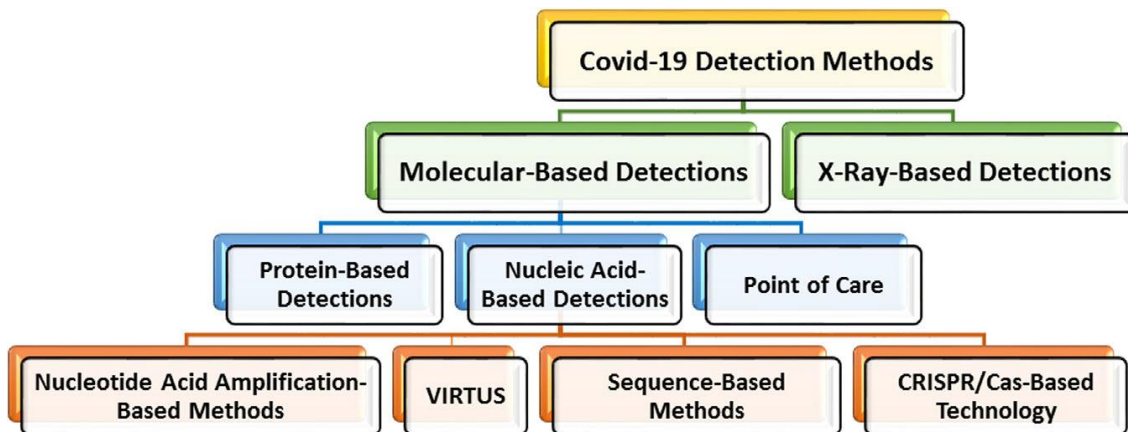 Covid-19 Detection Methods
Molecular-Based Detections
X-Ray-Based Detections
Protein-Based
Detections
Nucleic Acid-
Based Detections
Point of Care
Nucleotide Acid Amplification-
Based Methods
VIRTUS
Sequence-Based
Methods
CRISPR/Cas-Based
Technology